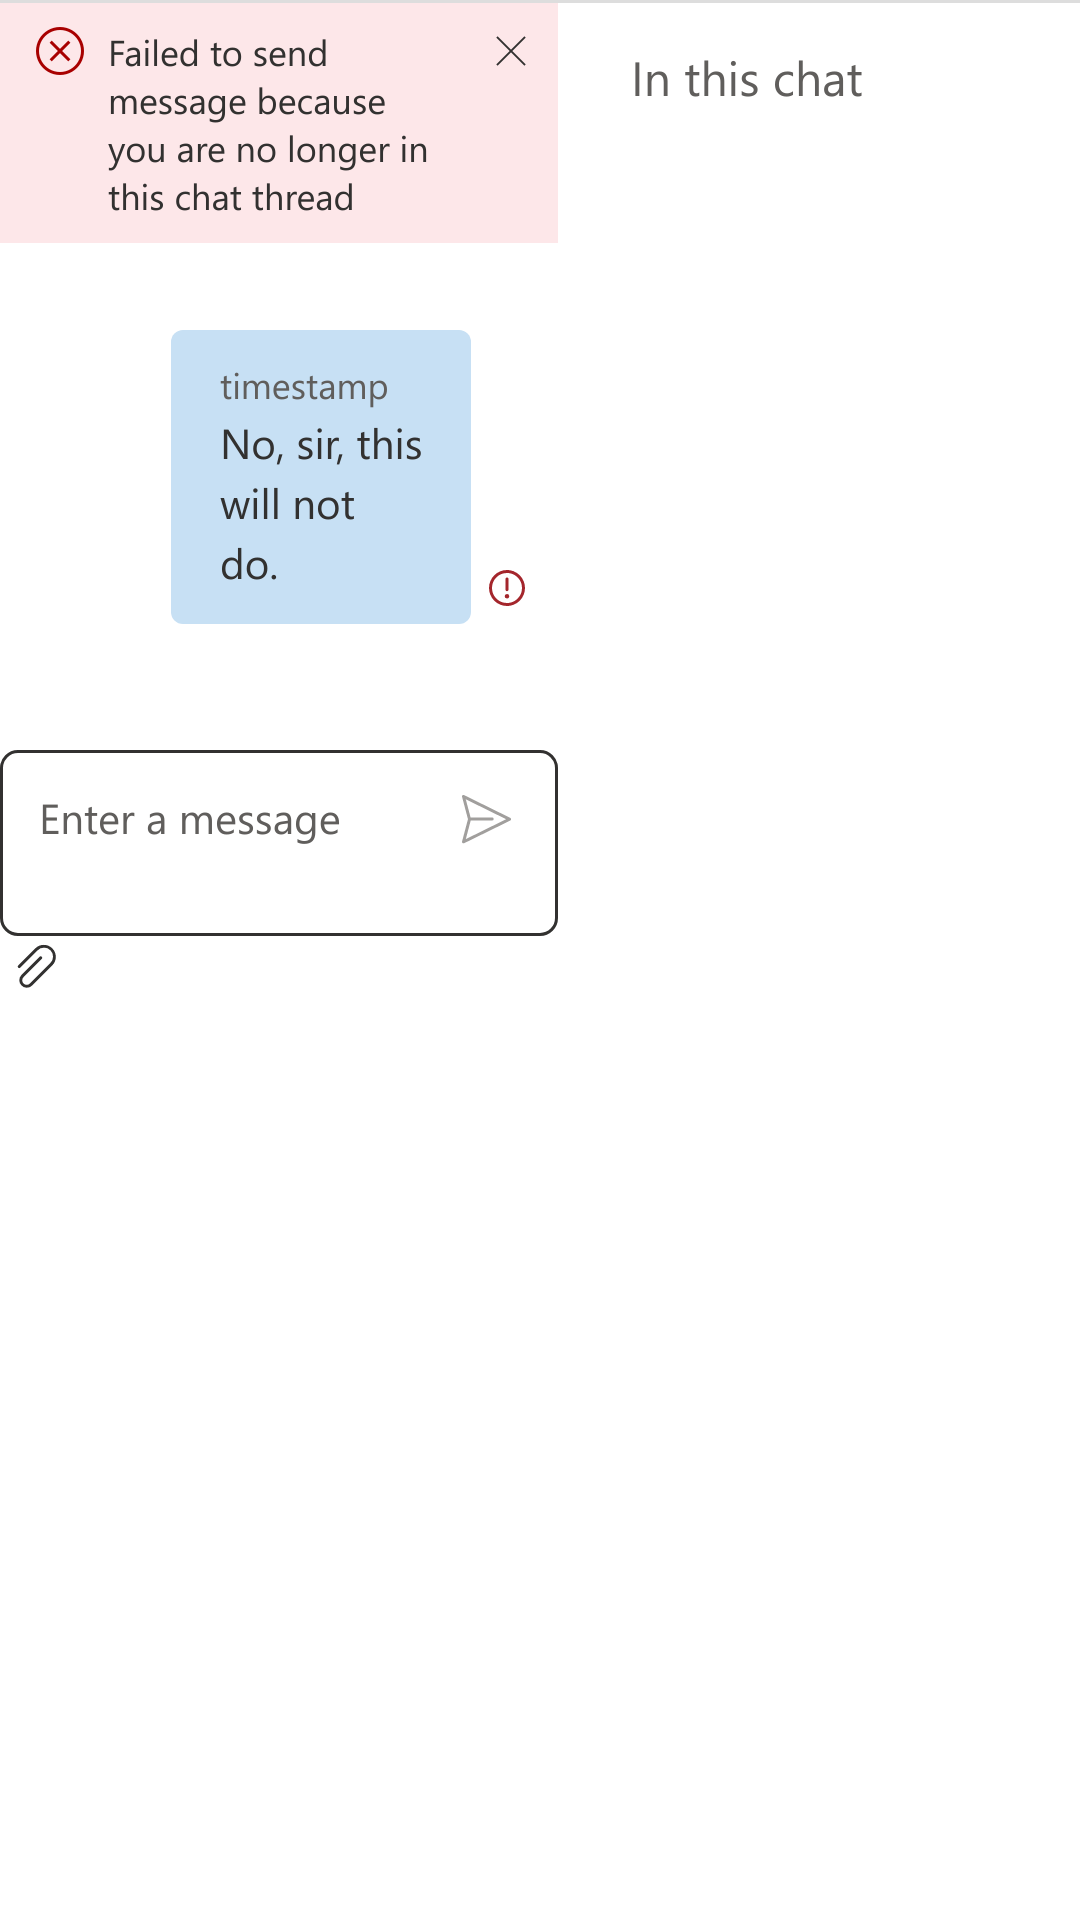 Failed to send
message because
you are no longer in
this chat thread
In this chat
timestamp
No, sir, this
will not
do.
Enter a message